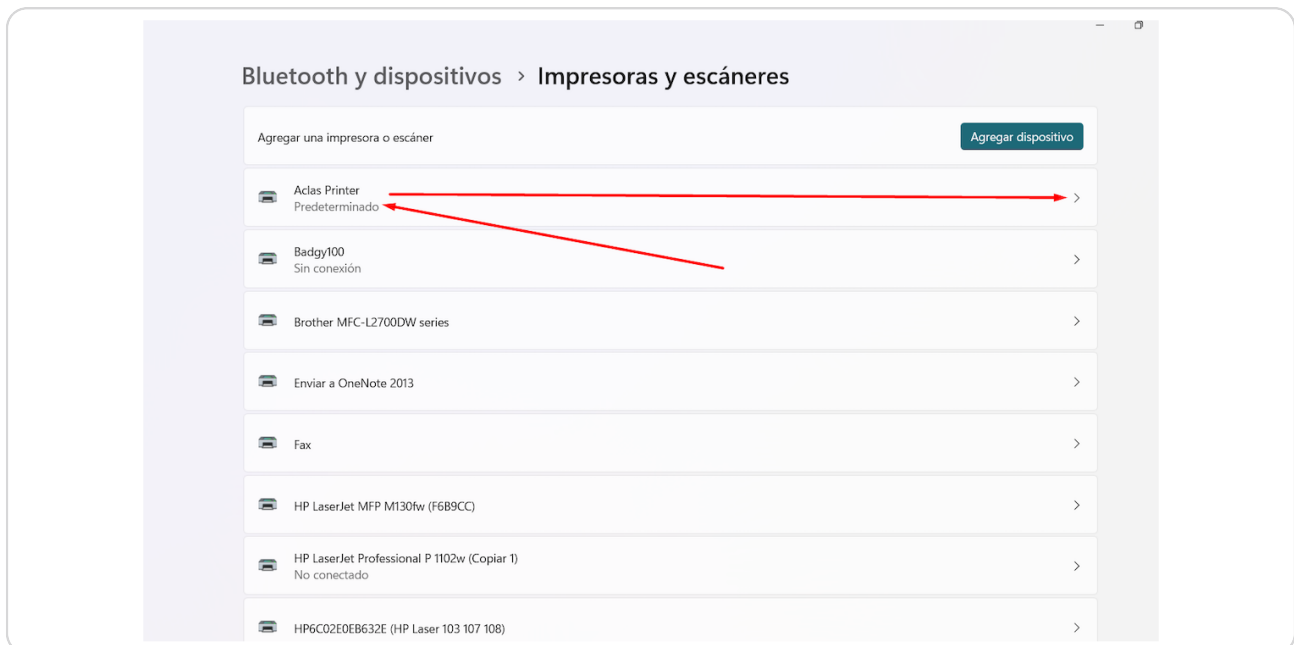 Bluetooth y dispositivos > Impresoras y escáneres
Agregar una impresora o escáner
Agregar dispositivo
Aclas Printer
Predeterminado
Badgy100
Sin conexión
Brother MFC-L2700DW series
Enviar a OneNote 2013
Fax
HP LaserJet MFP M130fw (F6B9CC)
HP LaserJet Professional P 1102w (Copiar 1)
No conectado
HP6C02E0EB632E (HP Laser 103 107 108)